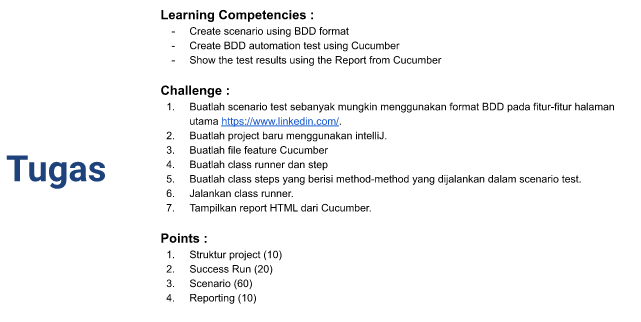 Tugas
Learning Competencies :
- Create scenario using BDD format
- Create BDD automation test using Cucumber
- Show the test results using the Report from Cucumber
Challenge :
1. Buatlah scenario test sebanyak mungkin menggunakan format BDD pada fitur-fitur halaman
utama https://www.linkedin.com/.
2. Buatlah project baru menggunakan intelliJ.
3. Buatlah file feature Cucumber
4. Buatlah class runner dan step
5. Buatlah class steps yang berisi method-method yang dijalankan dalam scenario test.
6. Jalankan class runner.
7. Tampilkan report HTML dari Cucumber.
Points :
1. Struktur project (10)
2. Success Run (20)
3. Scenario (60)
4. Reporting (10)